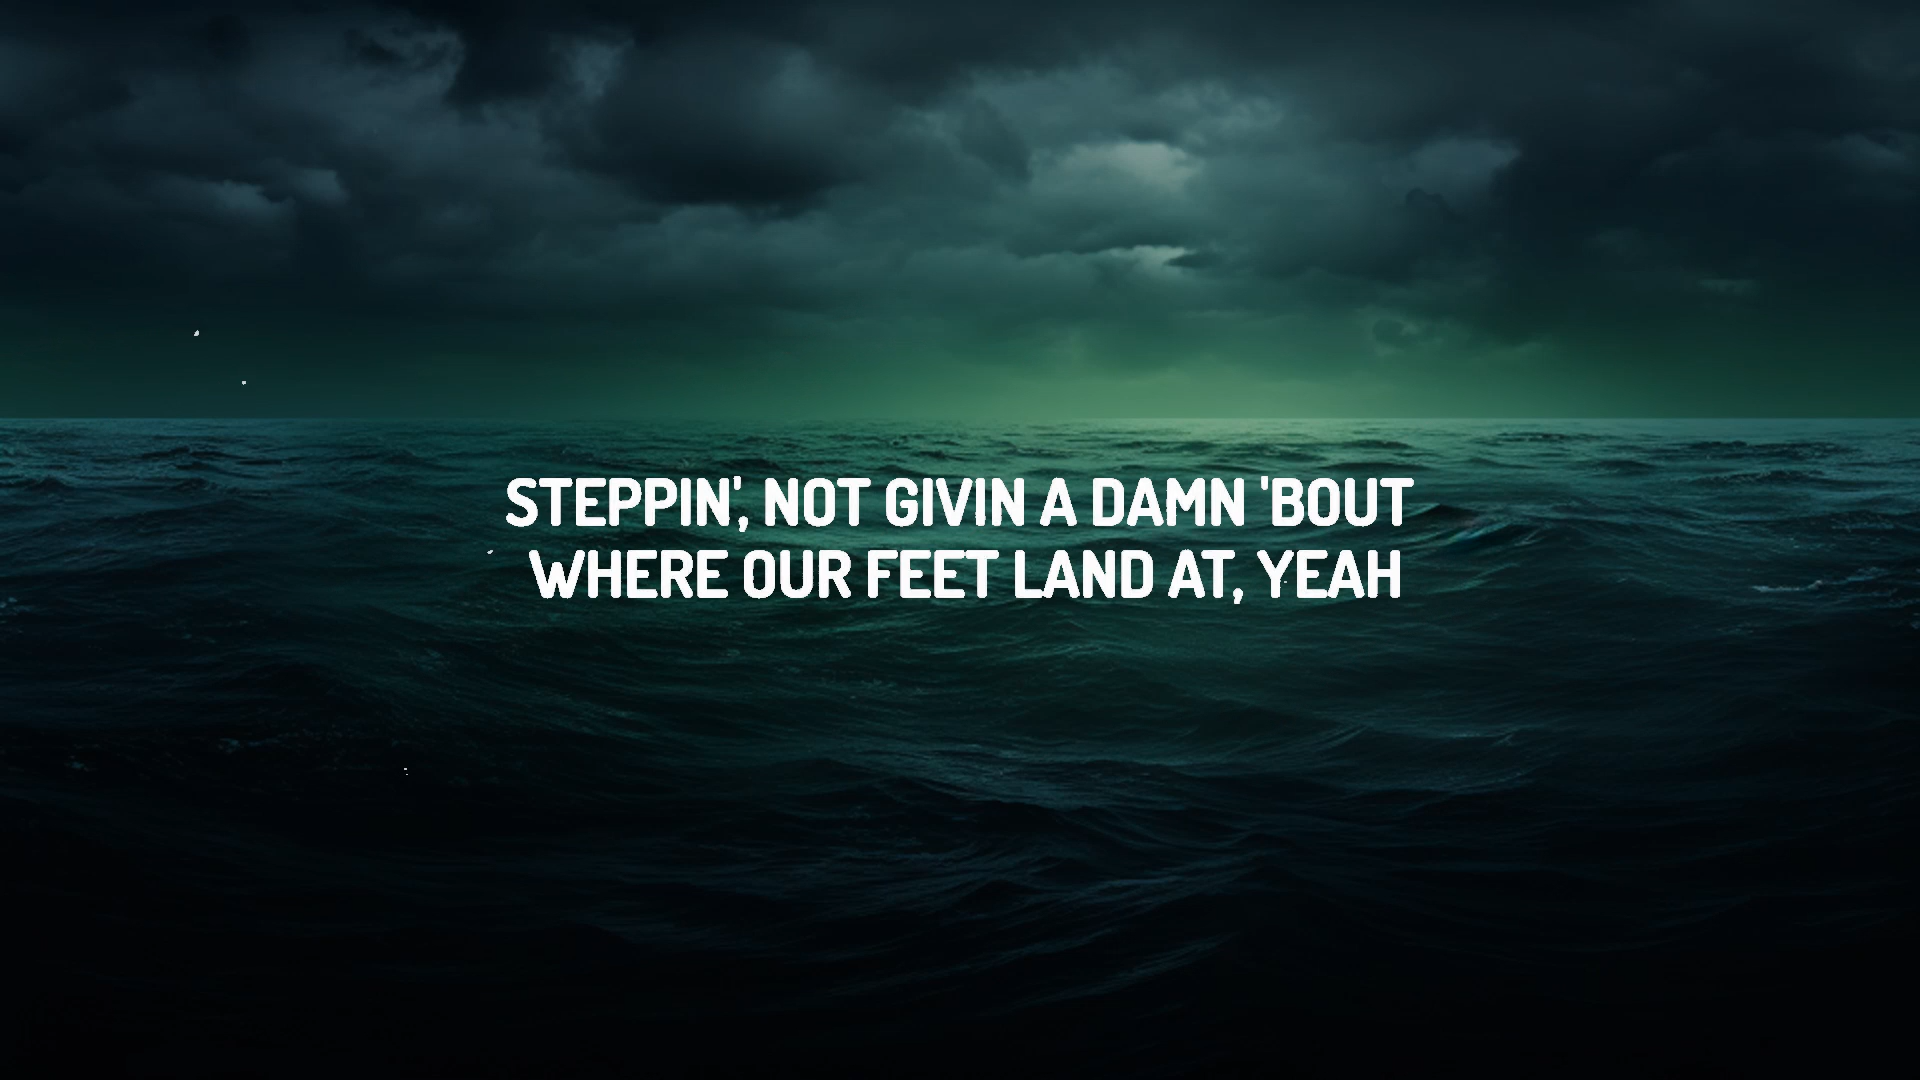 STEPPIN', NOT GIVIN A DAMN 'BOUT
WHERE OUR FEET LAND AT, YEAH